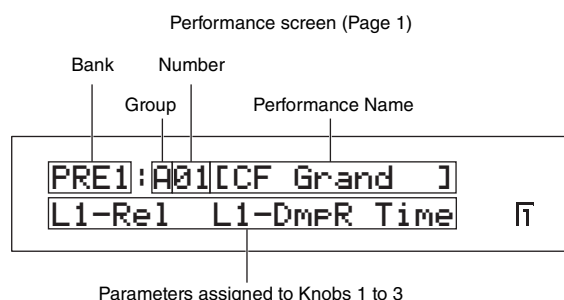 Performance screen (Page 1)
Bank Number
Group Performance Name
PRE1:A01[CF Grand ]
L1-Rel L1-DmpR Time 1
Parameters assigned to Knobs 1 to 3